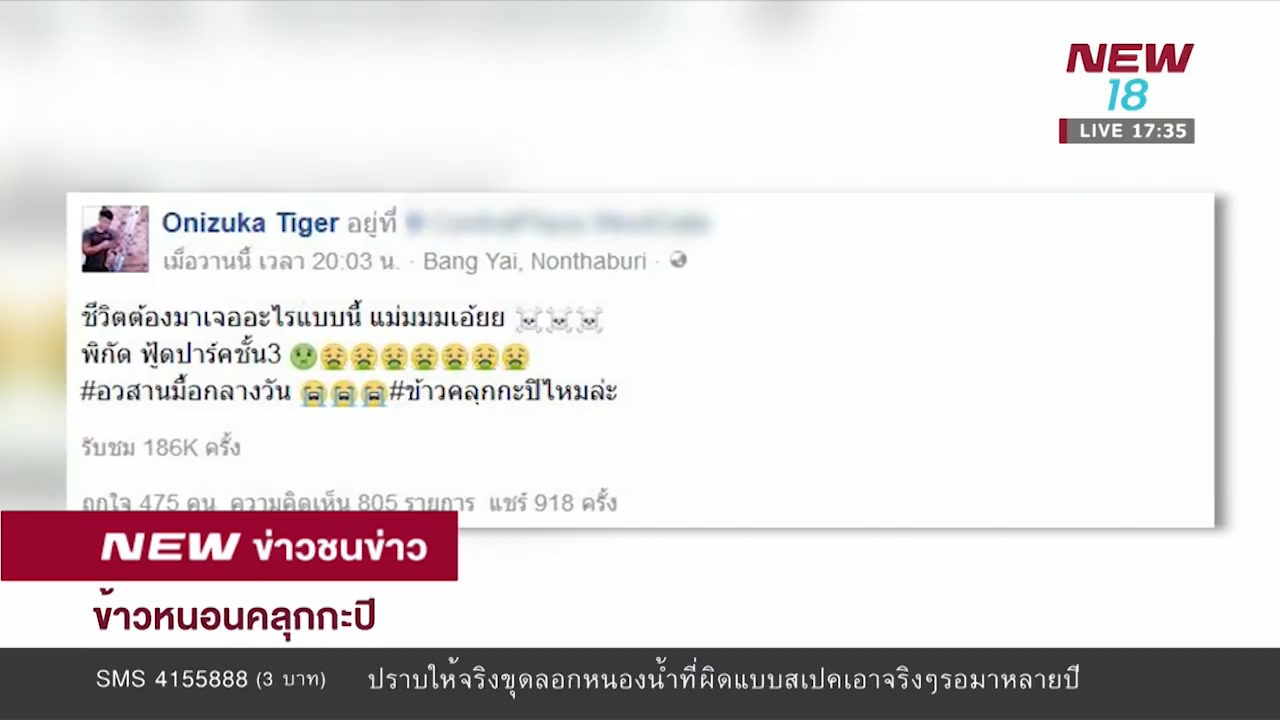 NEW
18
LIVE 17:35
Onizuka Tiger อยู่ที่
เมื่อวานนี้ เวลา 20:03 น. · Bang Yai, Nonthaburi ·
ชีวิตต้องมาเจออะไรแบบนี้ แม่มมมเอ้ยย ☠☠☠
พิกัด ฟู้ดปาร์คชั้น3 🤢🤮🤮🤮🤮🤮🤮🤮
#อวสานมื้อกลางวัน 😭😭😭#ข้าวคลุกกะปิไหมล่ะ
รับชม 186K ครั้ง
ถูกใจ 475 คน ความคิดเห็น 805 รายการ แชร์ 918 ครั้ง
NEW ข่าวชนข่าว
ข้าวหนอนคลุกกะปิ
SMS 4155888 (3 บาท) ปราบให้จริงขุดลอกหนองน้ำที่ผิดแบบสเปคเอาจริงๆรอมาหลายปี